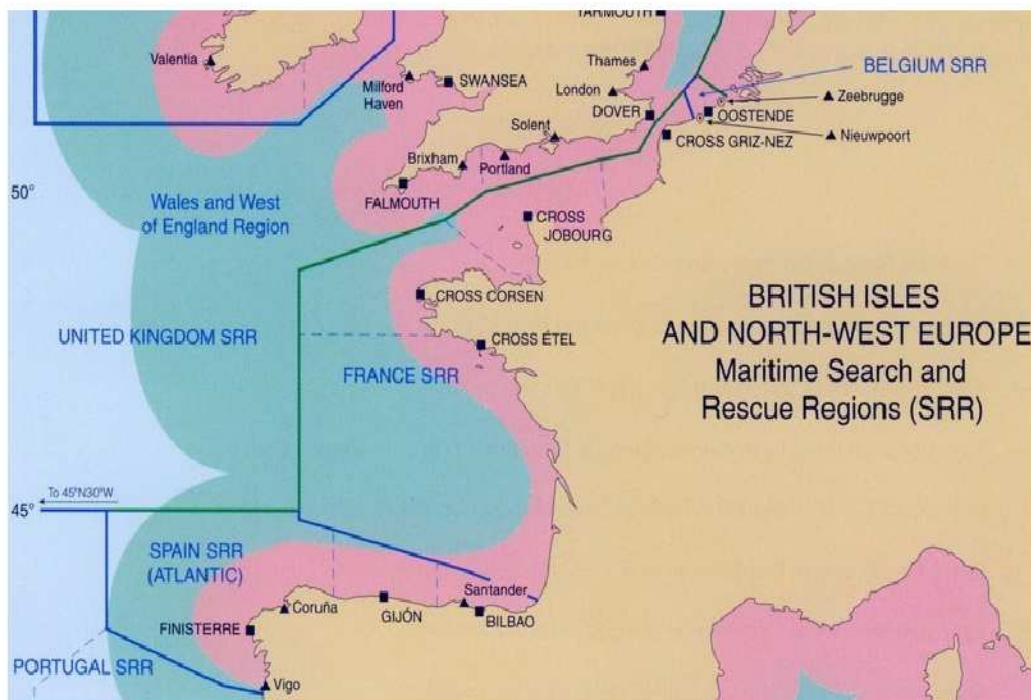 YARMOUTH
Valentia
Milford
Haven
SWANSEA
Thames
London
DOVER
BELGIUM SRR
Zeebrugge
OOSTENDE
Nieuwpoort
CROSS GRIZ-NEZ
Solent
Portland
Brixham
FALMOUTH
50°
Wales and West
of England Region
CROSS
JOBOURG
CROSS CORSEN
UNITED KINGDOM SRR
CROSS ÉTEL
FRANCE SRR
BRITISH ISLES
AND NORTH-WEST EUROPE
Maritime Search and
Rescue Regions (SRR)
To 45°N30°W
45°
SPAIN SRR
(ATLANTIC)
Santander
Coruña
GIJÓN
BILBAO
FINISTERRE
PORTUGAL SRR
Vigo